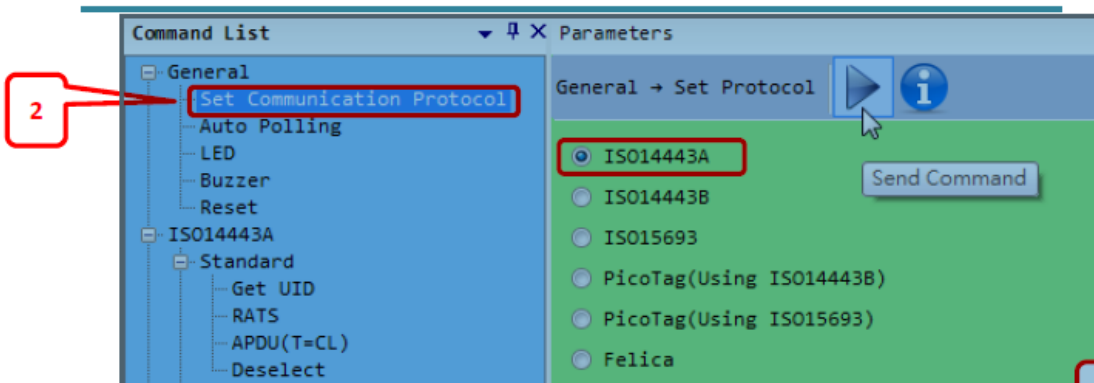 Command List
General
Set Communication Protocol
Auto Polling
LED
Buzzer
Reset
ISO14443A
Standard
Get UID
RATS
APDU(T=CL)
Deselect
2
Parameters
General → Set Protocol
ISO14443A
ISO14443B
ISO15693
PicoTag(Using ISO14443B)
PicoTag(Using ISO15693)
Felica
Send Command